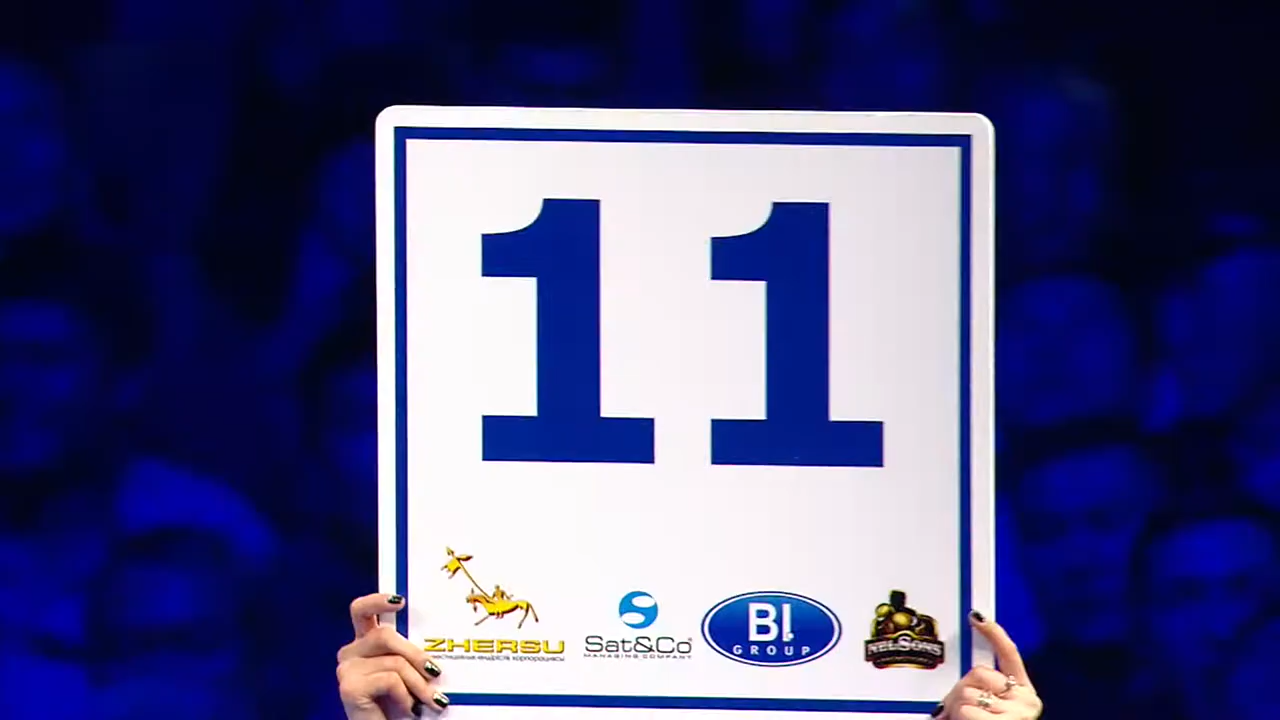 11
ZHERSU
Sat&Co
MANAGING COMPANY
BI
GROUP
NELSONS